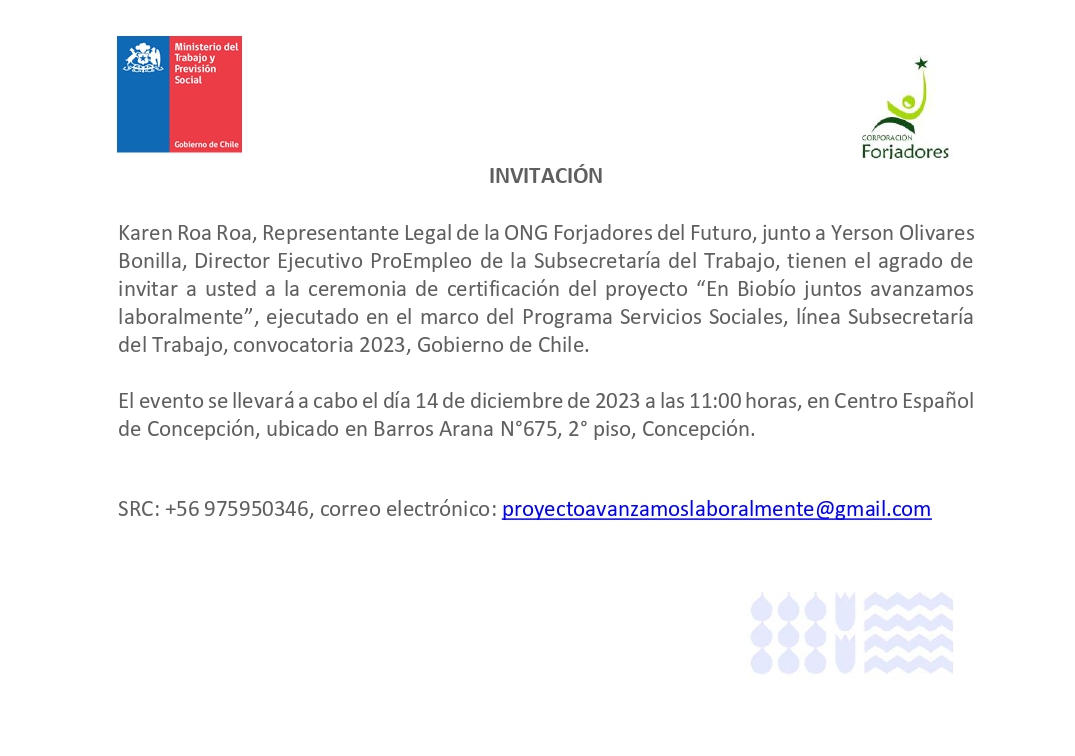 Ministerio del
Trabajo y
Previsión
Social
Gobierno de Chile
CORPORACIÓN
Forjadores
INVITACIÓN
Karen Roa Roa, Representante Legal de la ONG Forjadores del Futuro, junto a Yerson Olivares
Bonilla, Director Ejecutivo ProEmpleo de la Subsecretaría del Trabajo, tienen el agrado de
invitar a usted a la ceremonia de certificación del proyecto “En Biobío juntos avanzamos
laboralmente”, ejecutado en el marco del Programa Servicios Sociales, línea Subsecretaría
del Trabajo, convocatoria 2023, Gobierno de Chile.
El evento se llevará a cabo el día 14 de diciembre de 2023 a las 11:00 horas, en Centro Español
de Concepción, ubicado en Barros Arana N°675, 2° piso, Concepción.
SRC: +56 975950346, correo electrónico: proyectoavanzamoslaboralmente@gmail.com